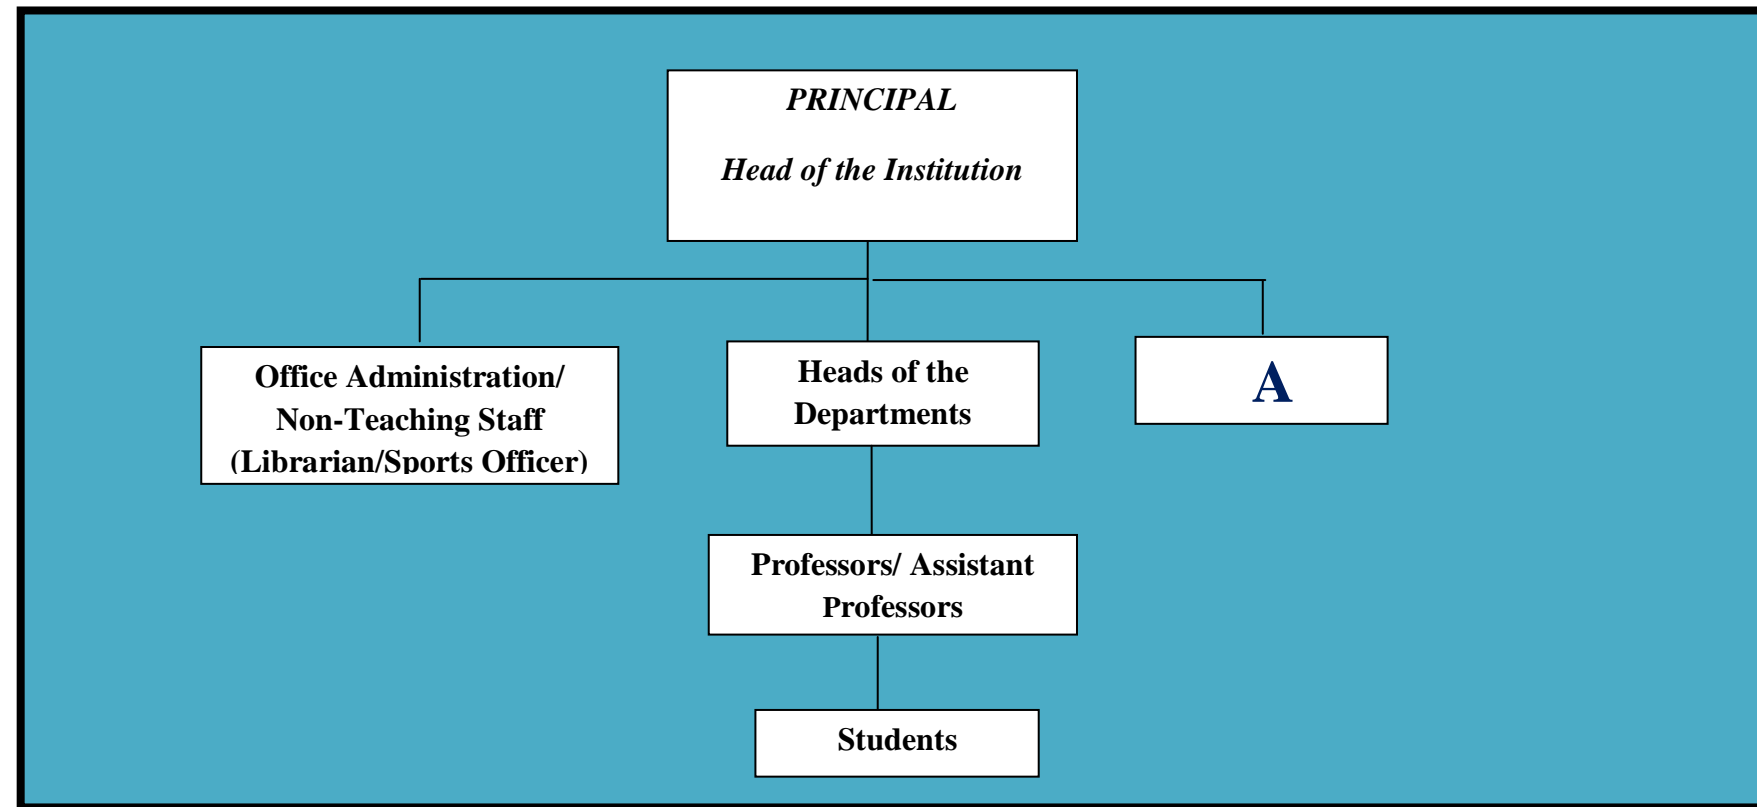 PRINCIPAL
Head of the Institution
Office Administration/
Non-Teaching Staff
(Librarian/Sports Officer)
Heads of the
Departments
A
Professors/ Assistant
Professors
Students